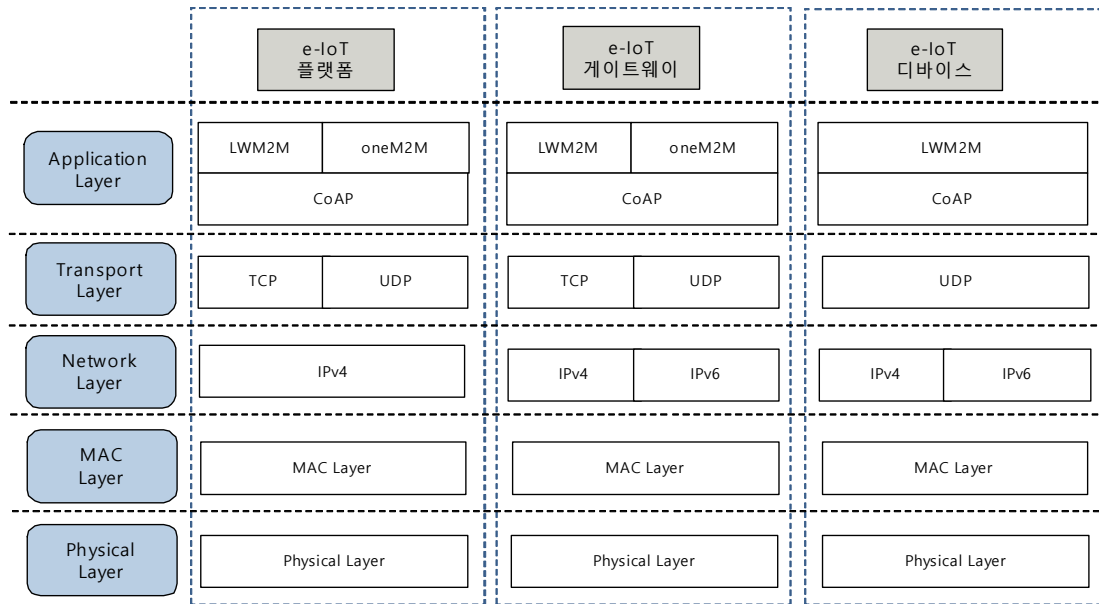 e-IoT
플랫폼
e-IoT
게이트웨이
e-IoT
디바이스
Application
Layer
LWM2M
oneM2M
CoAP
LWM2M
oneM2M
CoAP
LWM2M
CoAP
Transport
Layer
TCP
UDP
TCP
UDP
UDP
Network
Layer
IPv4
IPv4
IPv6
IPv4
IPv6
MAC
Layer
MAC Layer
MAC Layer
MAC Layer
Physical
Layer
Physical Layer
Physical Layer
Physical Layer